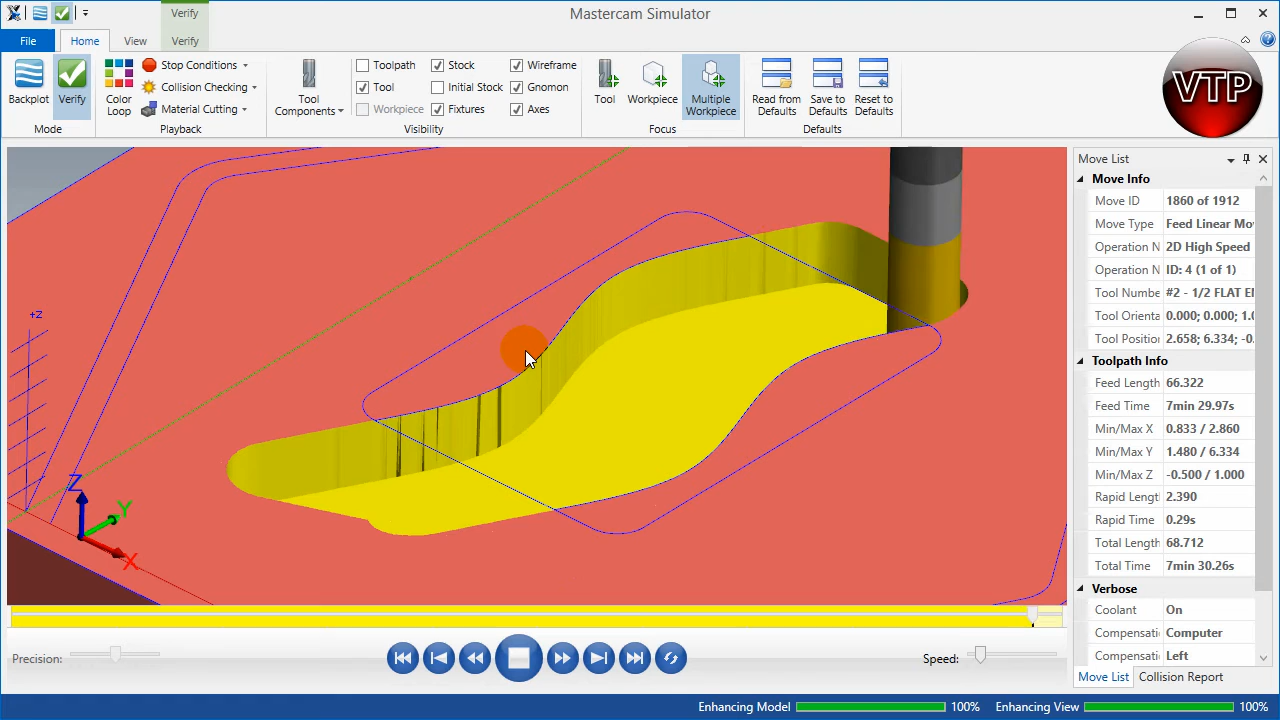 Verify
Mastercam Simulator
File
Home
View
Verify
Backplot
Verify
Mode
Color
Loop
Stop Conditions
Collision Checking
Material Cutting
Playback
Tool
Components
Toolpath
Tool
Workpiece
Stock
Initial Stock
Fixtures
Wireframe
Gnomon
Axes
Visibility
Tool
Workpiece
Multiple
Workpiece
Focus
Read from
Defaults
Save to
Defaults
Reset to
Defaults
Defaults
VTP
Move List
Move Info
Move ID 1860 of 1912
Move Type Feed Linear Mo
Operation N 2D High Speed
Operation N ID: 4 (1 of 1)
Tool Numbe #2 - 1/2 FLAT E
Tool Orienta 0.000; 0.000; 1.
Tool Position 2.658; 6.334; -0.
Toolpath Info
Feed Length 66.322
Feed Time 7min 29.97s
Min/Max X 0.833 / 2.860
Min/Max Y 1.480 / 6.334
Min/Max Z -0.500 / 1.000
Rapid Lengt 2.390
Rapid Time 0.29s
Total Length 68.712
Total Time 7min 30.26s
Verbose
Coolant On
Compensati Computer
Compensati Left
Move List Collision Report
+Z
Z
Y
X
Precision:
Speed:
Enhancing Model 100% Enhancing View 100%